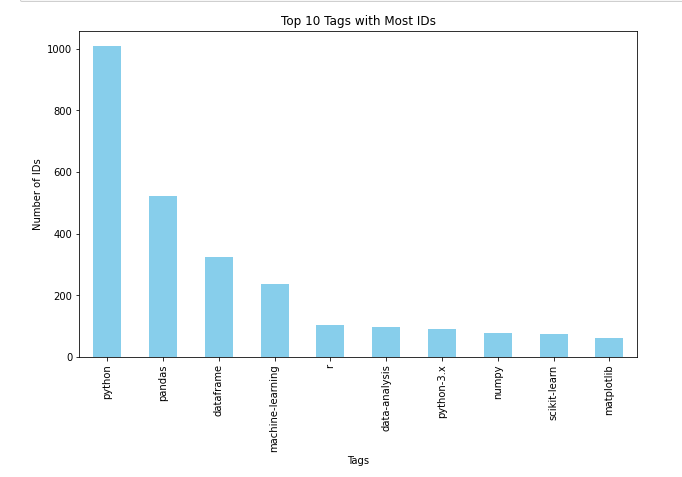 Top 10 Tags with Most IDs
1000
800
600
400
200
0
Number of IDs
python
pandas
dataframe
machine-learning
r
data-analysis
python-3.x
numpy
scikit-learn
matplotlib
Tags